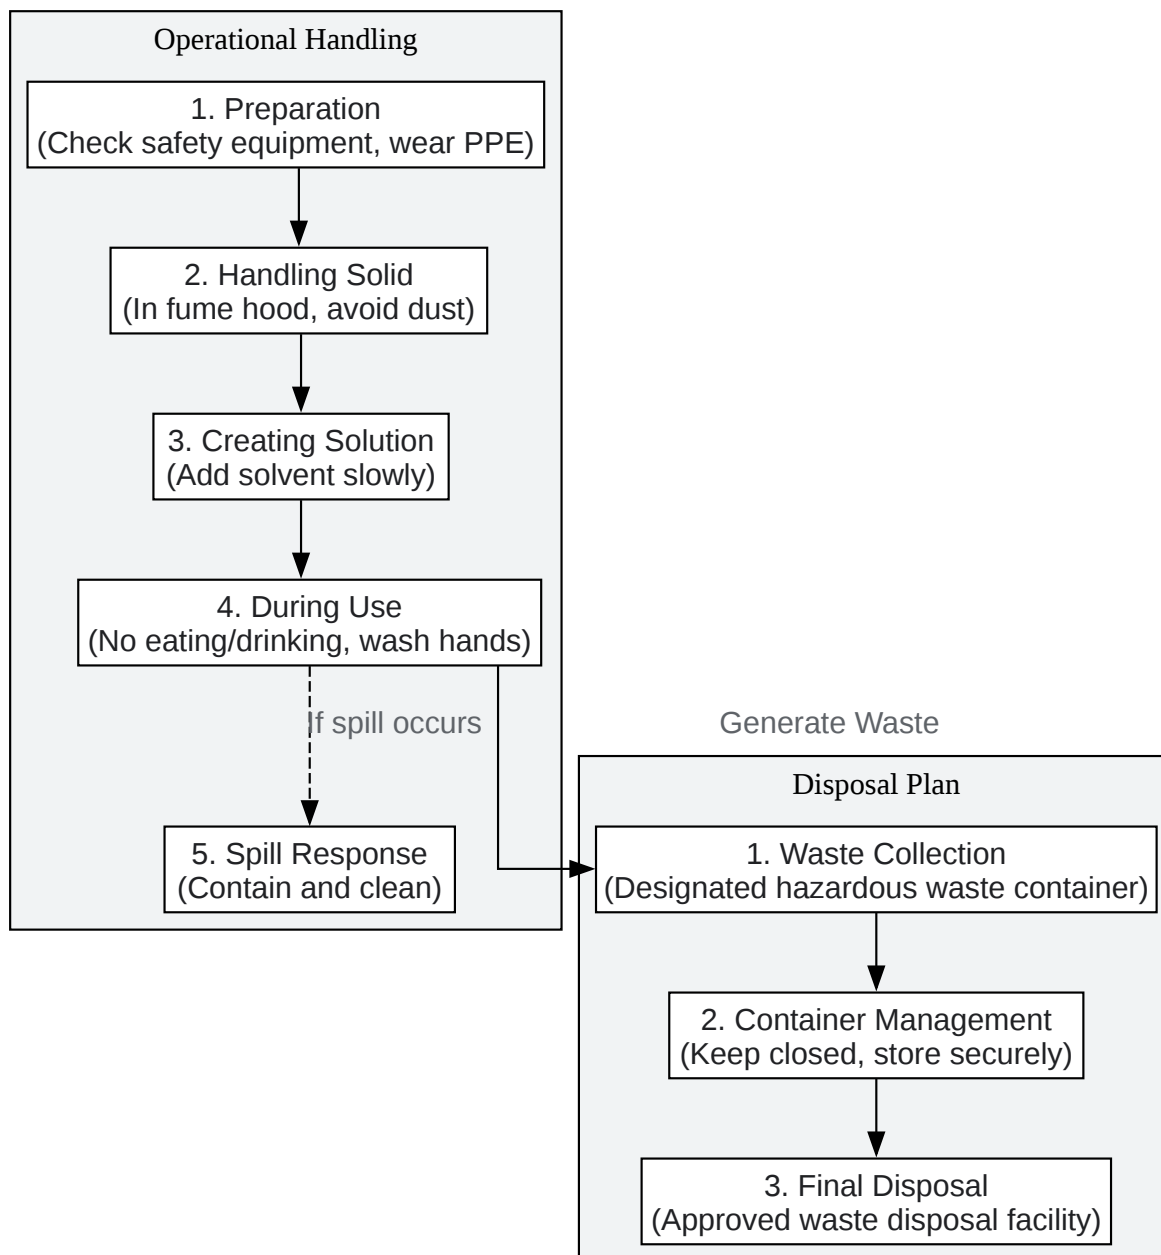 Operational Handling
1. Preparation
(Check safety equipment, wear PPE)
2. Handling Solid
(In fume hood, avoid dust)
3. Creating Solution
(Add solvent slowly)
4. During Use
(No eating/drinking, wash hands)
If spill occurs
5. Spill Response
(Contain and clean)
Generate Waste
Disposal Plan
1. Waste Collection
(Designated hazardous waste container)
2. Container Management
(Keep closed, store securely)
3. Final Disposal
(Approved waste disposal facility)